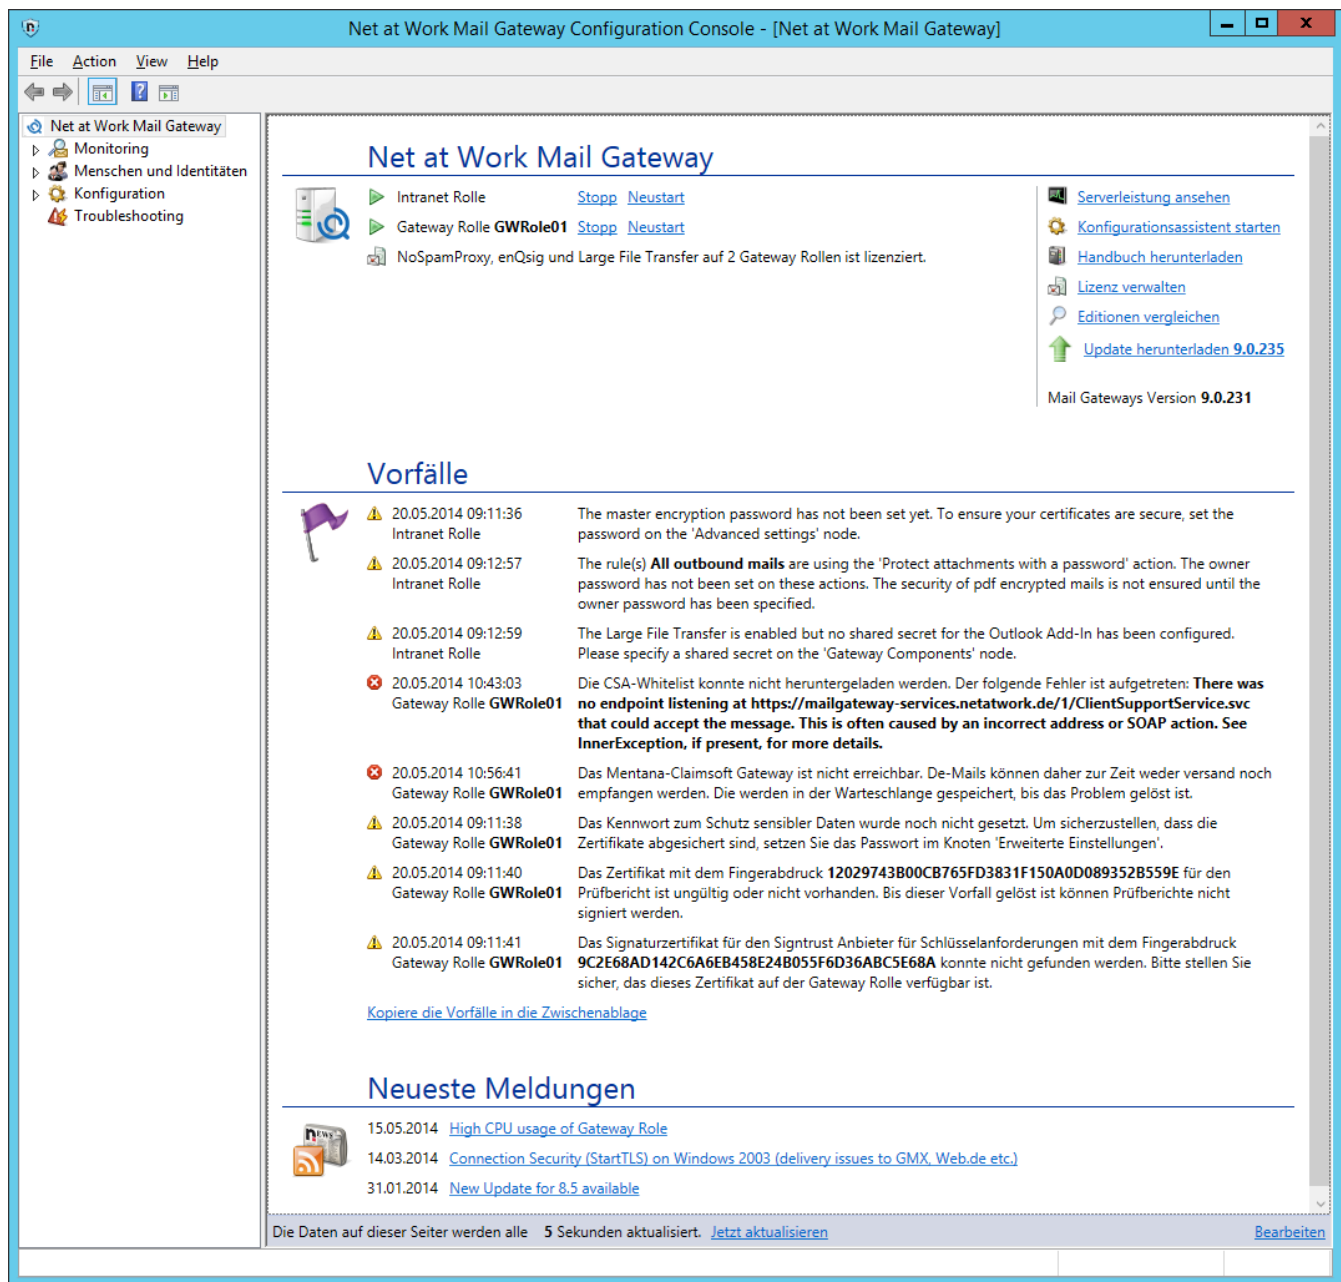 Net at Work Mail Gateway Configuration Console - [Net at Work Mail Gateway]
File Action View Help
Net at Work Mail Gateway
Monitoring
Menschen und Identitäten
Konfiguration
Troubleshooting
Net at Work Mail Gateway
Intranet Rolle Stopp Neustart
Gateway Rolle GWRole01 Stopp Neustart
NoSpamProxy, enQsig und Large File Transfer auf 2 Gateway Rollen ist lizenziert.
Serverleistung ansehen
Konfigurationsassistent starten
Handbuch herunterladen
Lizenz verwalten
Editionen vergleichen
Update herunterladen 9.0.235
Mail Gateways Version 9.0.231
Vorfälle
20.05.2014 09:11:36
Intranet Rolle
The master encryption password has not been set yet. To ensure your certificates are secure, set the
password on the 'Advanced settings' node.
20.05.2014 09:12:57
Intranet Rolle
The rule(s) All outbound mails are using the 'Protect attachments with a password' action. The owner
password has not been set on these actions. The security of pdf encrypted mails is not ensured until the
owner password has been specified.
20.05.2014 09:12:59
Intranet Rolle
The Large File Transfer is enabled but no shared secret for the Outlook Add-In has been configured.
Please specify a shared secret on the 'Gateway Components' node.
20.05.2014 10:43:03
Gateway Rolle GWRole01
Die CSA-Whitelist konnte nicht heruntergeladen werden. Der folgende Fehler ist aufgetreten: There was
no endpoint listening at https://mailgateway-services.netatwork.de/1/ClientSupportService.svc
that could accept the message. This is often caused by an incorrect address or SOAP action. See
InnerException, if present, for more details.
20.05.2014 10:56:41
Gateway Rolle GWRole01
Das Mentana-Claimsoft Gateway ist nicht erreichbar. De-Mails können daher zur Zeit weder versand noch
empfangen werden. Die werden in der Warteschlange gespeichert, bis das Problem gelöst ist.
20.05.2014 09:11:38
Gateway Rolle GWRole01
Das Kennwort zum Schutz sensibler Daten wurde noch nicht gesetzt. Um sicherzustellen, dass die
Zertifikate abgesichert sind, setzen Sie das Passwort im Knoten 'Erweiterte Einstellungen'.
20.05.2014 09:11:40
Gateway Rolle GWRole01
Das Zertifikat mit dem Fingerabdruck 12029743B00CB765FD3831F150A0D089352B559E für den
Prüfbericht ist ungültig oder nicht vorhanden. Bis dieser Vorfall gelöst ist können Prüfberichte nicht
signiert werden.
20.05.2014 09:11:41
Gateway Rolle GWRole01
Das Signaturzertifikat für den Signtrust Anbieter für Schlüsselanforderungen mit dem Fingerabdruck
9C2E68AD142C6A6EB458E24B055F6D36ABC5E68A konnte nicht gefunden werden. Bitte stellen Sie
sicher, das dieses Zertifikat auf der Gateway Rolle verfügbar ist.
Kopiere die Vorfälle in die Zwischenablage
Neueste Meldungen
NEWS
15.05.2014 High CPU usage of Gateway Role
14.03.2014 Connection Security (StartTLS) on Windows 2003 (delivery issues to GMX, Web.de etc.)
31.01.2014 New Update for 8.5 available
Die Daten auf dieser Seiter werden alle 5 Sekunden aktualisiert. Jetzt aktualisieren
Bearbeiten